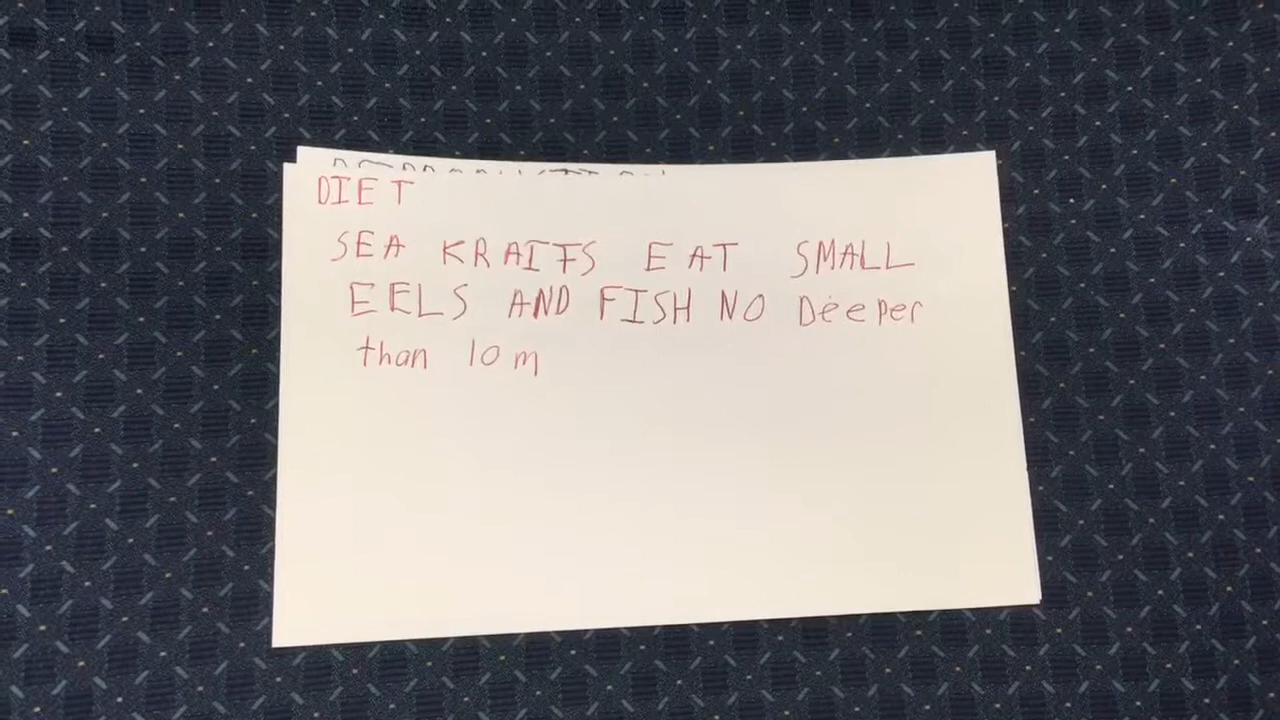 DIET
SEA KRAITS EAT SMALL
EELS AND FISH NO Deeper
than 10 m